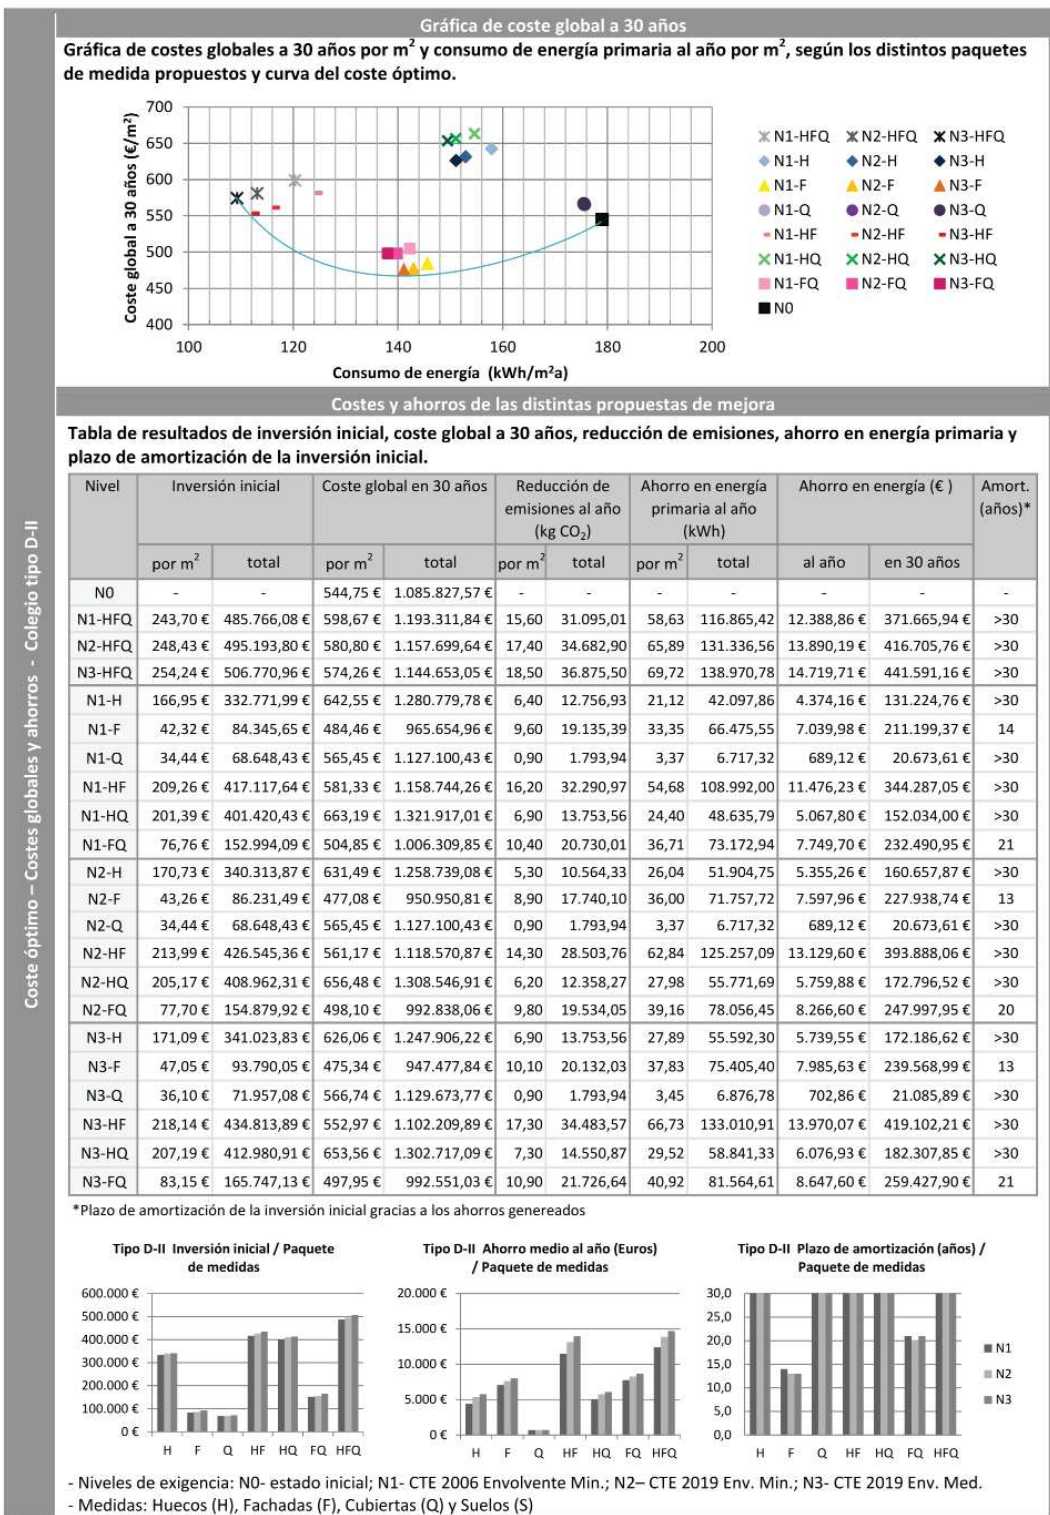 Coste óptimo – Costes globales y ahorros - Colegio tipo D-II
Gráfica de coste global a 30 años
Gráfica de costes globales a 30 años por m² y consumo de energía primaria al año por m², según los distintos paquetes
de medida propuestos y curva del coste óptimo.
Coste global a 30 años (€/m²)
700
650
600
550
500
450
400
100 120 140 160 180 200
Consumo de energía (kWh/m²a)
N1-HFQ N2-HFQ N3-HFQ
N1-H N2-H N3-H
N1-F N2-F N3-F
N1-Q N2-Q N3-Q
N1-HF N2-HF N3-HF
N1-HQ N2-HQ N3-HQ
N1-FQ N2-FQ N3-FQ
N0
Costes y ahorros de las distintas propuestas de mejora
Tabla de resultados de inversión inicial, coste global a 30 años, reducción de emisiones, ahorro en energía primaria y
plazo de amortización de la inversión inicial.
Nivel Inversión inicial Coste global en 30 años Reducción de Ahorro en energía Ahorro en energía (€ ) Amort.
emisiones al año primaria al año (años)*
(kg CO₂) (kWh)
por m² total por m² total por m² total por m² total al año en 30 años
N0 - - 544,75 € 1.085.827,57 € - - - - - - -
N1-HFQ 243,70 € 485.766,08 € 598,67 € 1.193.311,84 € 15,60 31.095,01 58,63 116.865,42 12.388,86 € 371.665,94 € >30
N2-HFQ 248,43 € 495.193,80 € 580,80 € 1.157.699,64 € 17,40 34.682,90 65,89 131.336,56 13.890,19 € 416.705,76 € >30
N3-HFQ 254,24 € 506.770,96 € 574,26 € 1.144.653,05 € 18,50 36.875,50 69,72 138.970,78 14.719,71 € 441.591,16 € >30
N1-H 166,95 € 332.771,99 € 642,55 € 1.280.779,78 € 6,40 12.756,93 21,12 42.097,86 4.374,16 € 131.224,76 € >30
N1-F 42,32 € 84.345,65 € 484,46 € 965.654,96 € 9,60 19.135,39 33,35 66.475,55 7.039,98 € 211.199,37 € 14
N1-Q 34,44 € 68.648,43 € 565,45 € 1.127.100,43 € 0,90 1.793,94 3,37 6.717,32 689,12 € 20.673,61 € >30
N1-HF 209,26 € 417.117,64 € 581,33 € 1.158.744,26 € 16,20 32.290,97 54,68 108.992,00 11.476,23 € 344.287,05 € >30
N1-HQ 201,39 € 401.420,43 € 663,19 € 1.321.917,01 € 6,90 13.753,56 24,40 48.635,79 5.067,80 € 152.034,00 € >30
N1-FQ 76,76 € 152.994,09 € 504,85 € 1.006.309,85 € 10,40 20.730,01 36,71 73.172,94 7.749,70 € 232.490,95 € 21
N2-H 170,73 € 340.313,87 € 631,49 € 1.258.739,08 € 5,30 10.564,33 26,04 51.904,75 5.355,26 € 160.657,87 € >30
N2-F 43,26 € 86.231,49 € 477,08 € 950.950,81 € 8,90 17.740,10 36,00 71.757,72 7.597,96 € 227.938,74 € 13
N2-Q 34,44 € 68.648,43 € 565,45 € 1.127.100,43 € 0,90 1.793,94 3,37 6.717,32 689,12 € 20.673,61 € >30
N2-HF 213,99 € 426.545,36 € 561,17 € 1.118.570,87 € 14,30 28.503,76 62,84 125.257,09 13.129,60 € 393.888,06 € >30
N2-HQ 205,17 € 408.962,31 € 656,48 € 1.308.546,91 € 6,20 12.358,27 27,98 55.771,69 5.759,88 € 172.796,52 € >30
N2-FQ 77,70 € 154.879,92 € 498,10 € 992.838,06 € 9,80 19.534,05 39,16 78.056,45 8.266,60 € 247.997,95 € 20
N3-H 171,09 € 341.023,83 € 626,06 € 1.247.906,22 € 6,90 13.753,56 27,89 55.592,30 5.739,55 € 172.186,62 € >30
N3-F 47,05 € 93.790,05 € 475,34 € 947.477,84 € 10,10 20.132,03 37,83 75.405,40 7.985,63 € 239.568,99 € 13
N3-Q 36,10 € 71.957,08 € 566,74 € 1.129.673,77 € 0,90 1.793,94 3,45 6.876,78 702,86 € 21.085,89 € >30
N3-HF 218,14 € 434.813,89 € 552,97 € 1.102.209,89 € 17,30 34.483,57 66,73 133.010,91 13.970,07 € 419.102,21 € >30
N3-HQ 207,19 € 412.980,91 € 653,56 € 1.302.717,09 € 7,30 14.550,87 29,52 58.841,33 6.076,93 € 182.307,85 € >30
N3-FQ 83,15 € 165.747,13 € 497,95 € 992.551,03 € 10,90 21.726,64 40,92 81.564,61 8.647,60 € 259.427,90 € 21
*Plazo de amortización de la inversión inicial gracias a los ahorros genereados
Tipo D-II Inversión inicial / Paquete
de medidas
600.000 €
500.000 €
400.000 €
300.000 €
200.000 €
100.000 €
0 €
H F Q HF HQ FQ HFQ
Tipo D-II Ahorro medio al año (Euros)
/ Paquete de medidas
20.000 €
15.000 €
10.000 €
5.000 €
0 €
H F Q HF HQ FQ HFQ
Tipo D-II Plazo de amortización (años) /
Paquete de medidas
30,0
25,0
20,0
15,0
10,0
5,0
0,0
H F Q HF HQ FQ HFQ
N1
N2
N3
- Niveles de exigencia: N0- estado inicial; N1- CTE 2006 Envolvente Min.; N2– CTE 2019 Env. Min.; N3- CTE 2019 Env. Med.
- Medidas: Huecos (H), Fachadas (F), Cubiertas (Q) y Suelos (S)